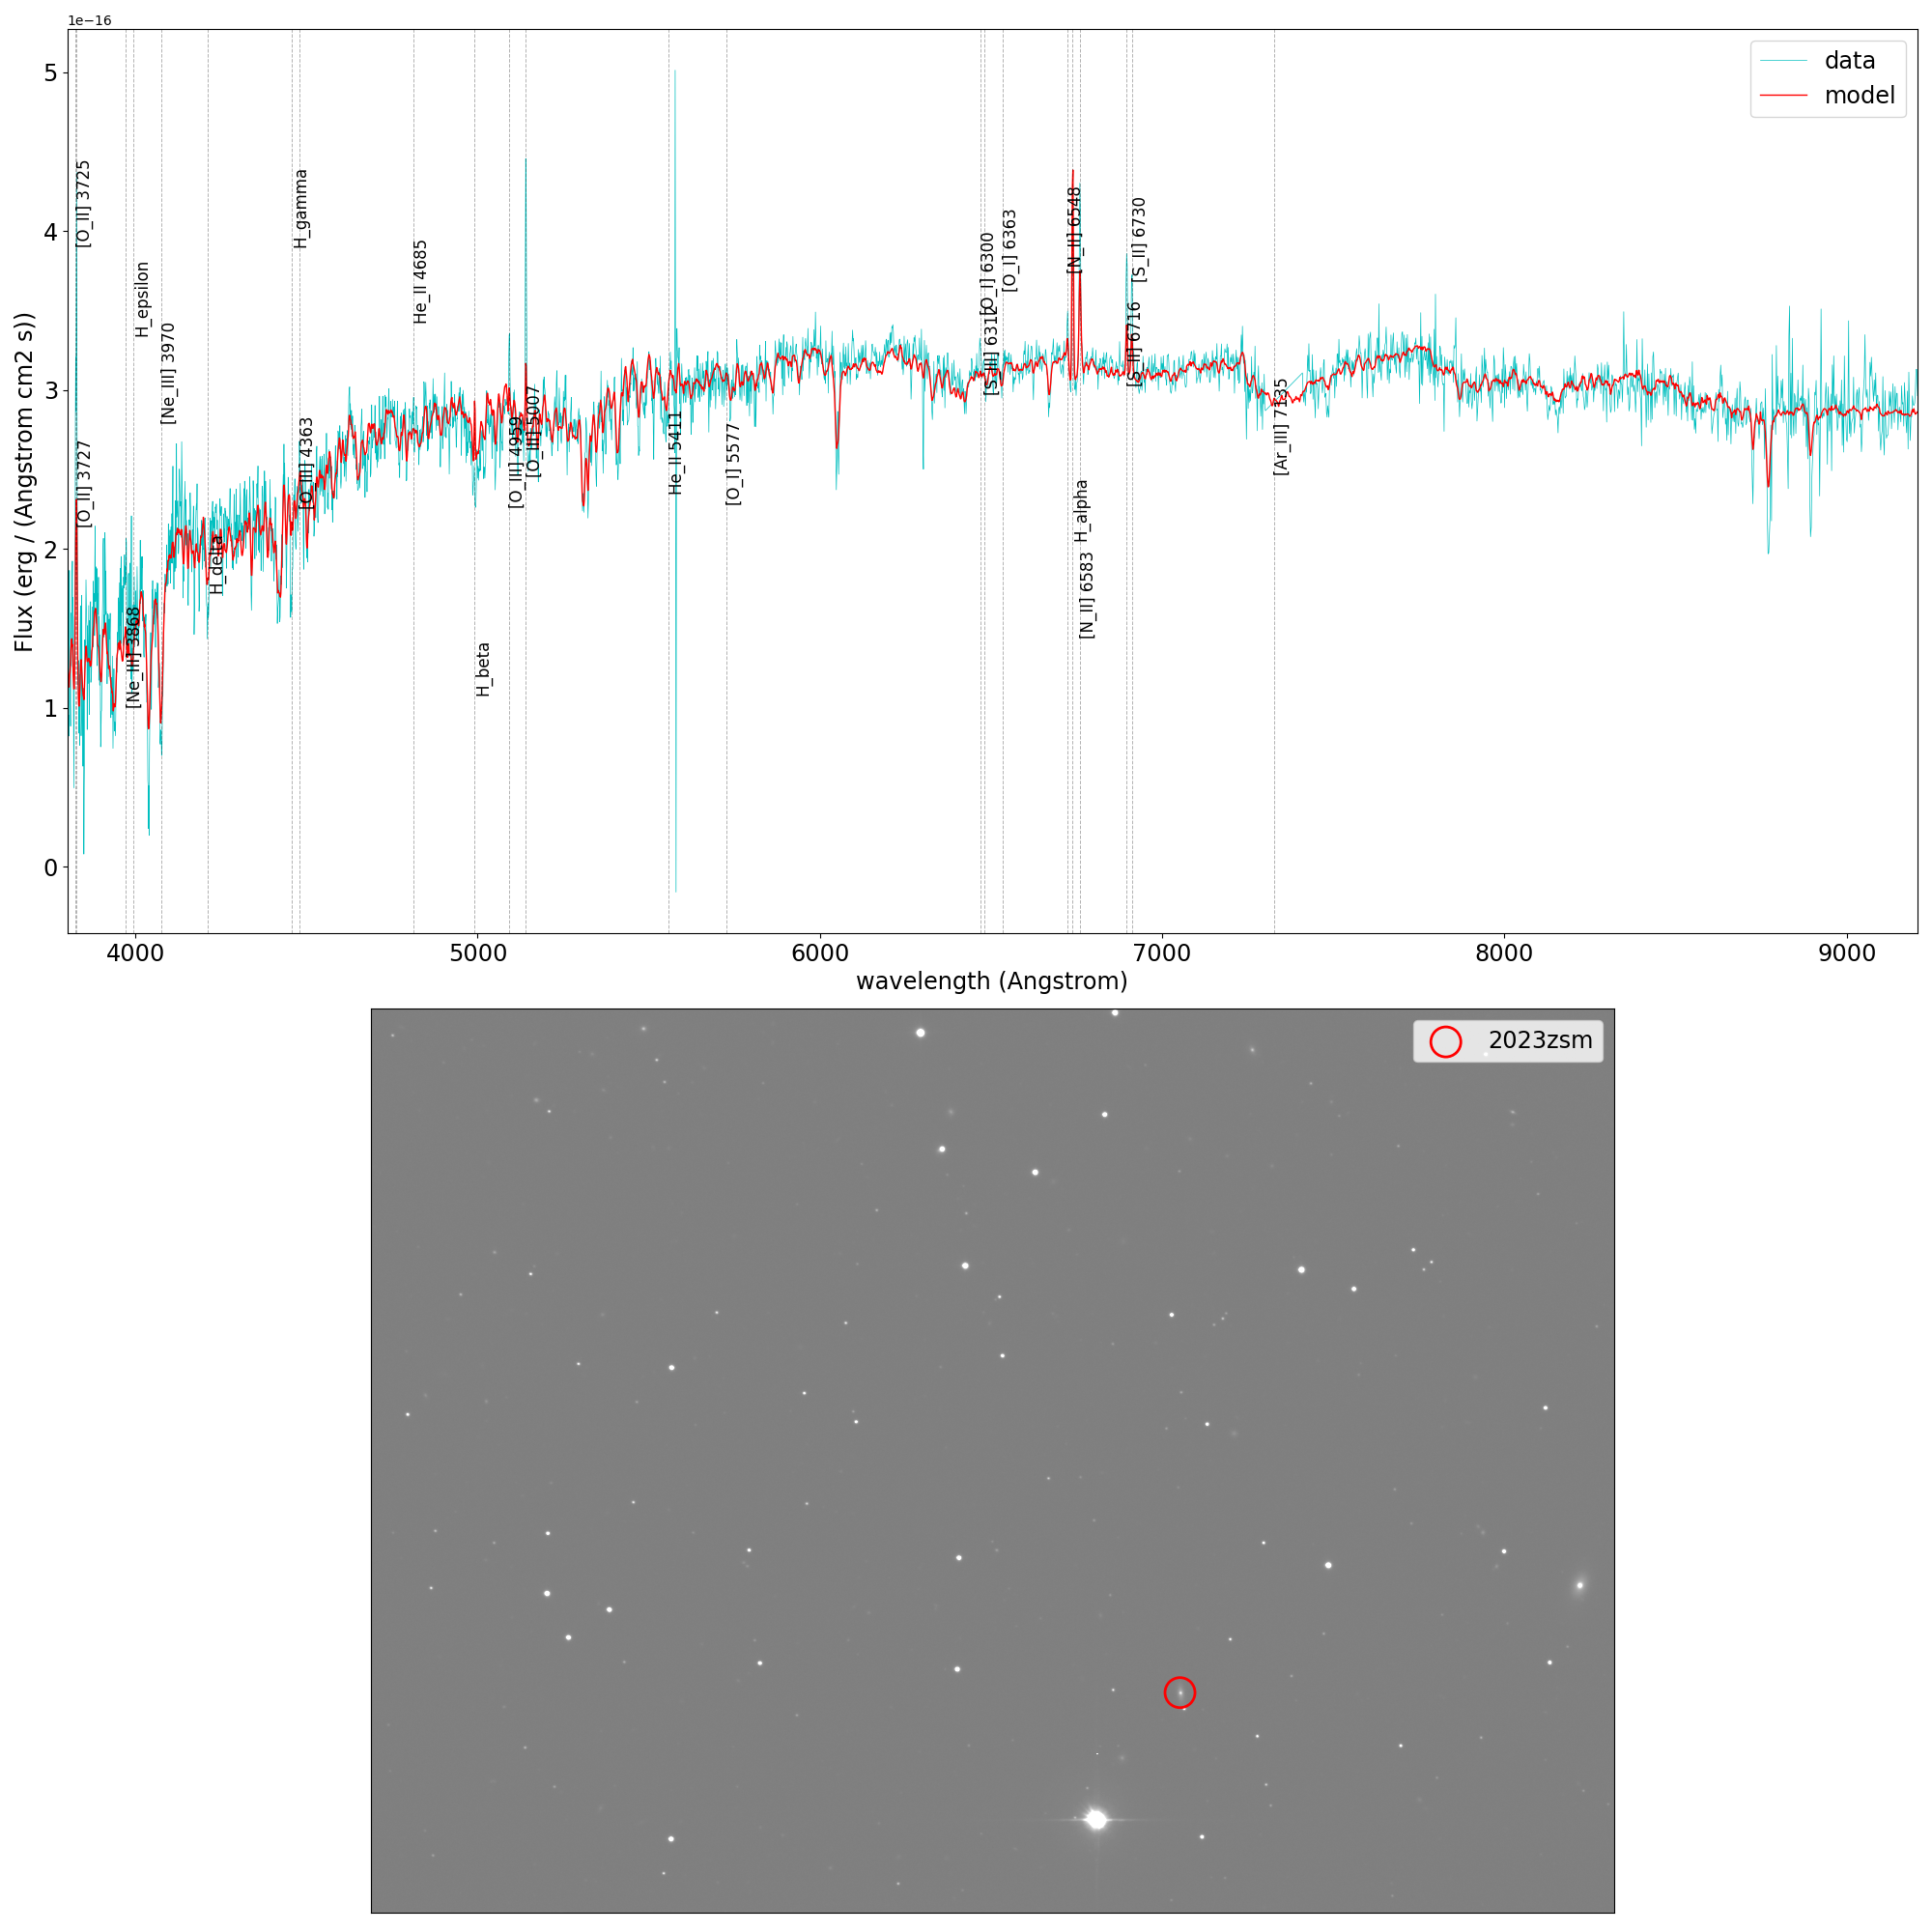 1e−16
data
model
[O_II] 3725
[O_II] 3727
[Ne_III] 3868
H_epsilon
[Ne_III] 3970
H_delta
H_gamma
[O_III] 4363
He_II 4685
H_beta
[O_III] 4959
[O_III] 5007
He_II 5411
[O_I] 5577
[O_I] 6300
[S_III] 6312
[O_I] 6363
[N_II] 6548
H_alpha
[N_II] 6583
[S_II] 6716
[S_II] 6730
[Ar_III] 7135
Flux (erg / (Angstrom cm2 s))
5
4
3
2
1
0
4000 5000 6000 7000 8000 9000
wavelength (Angstrom)
2023zsm